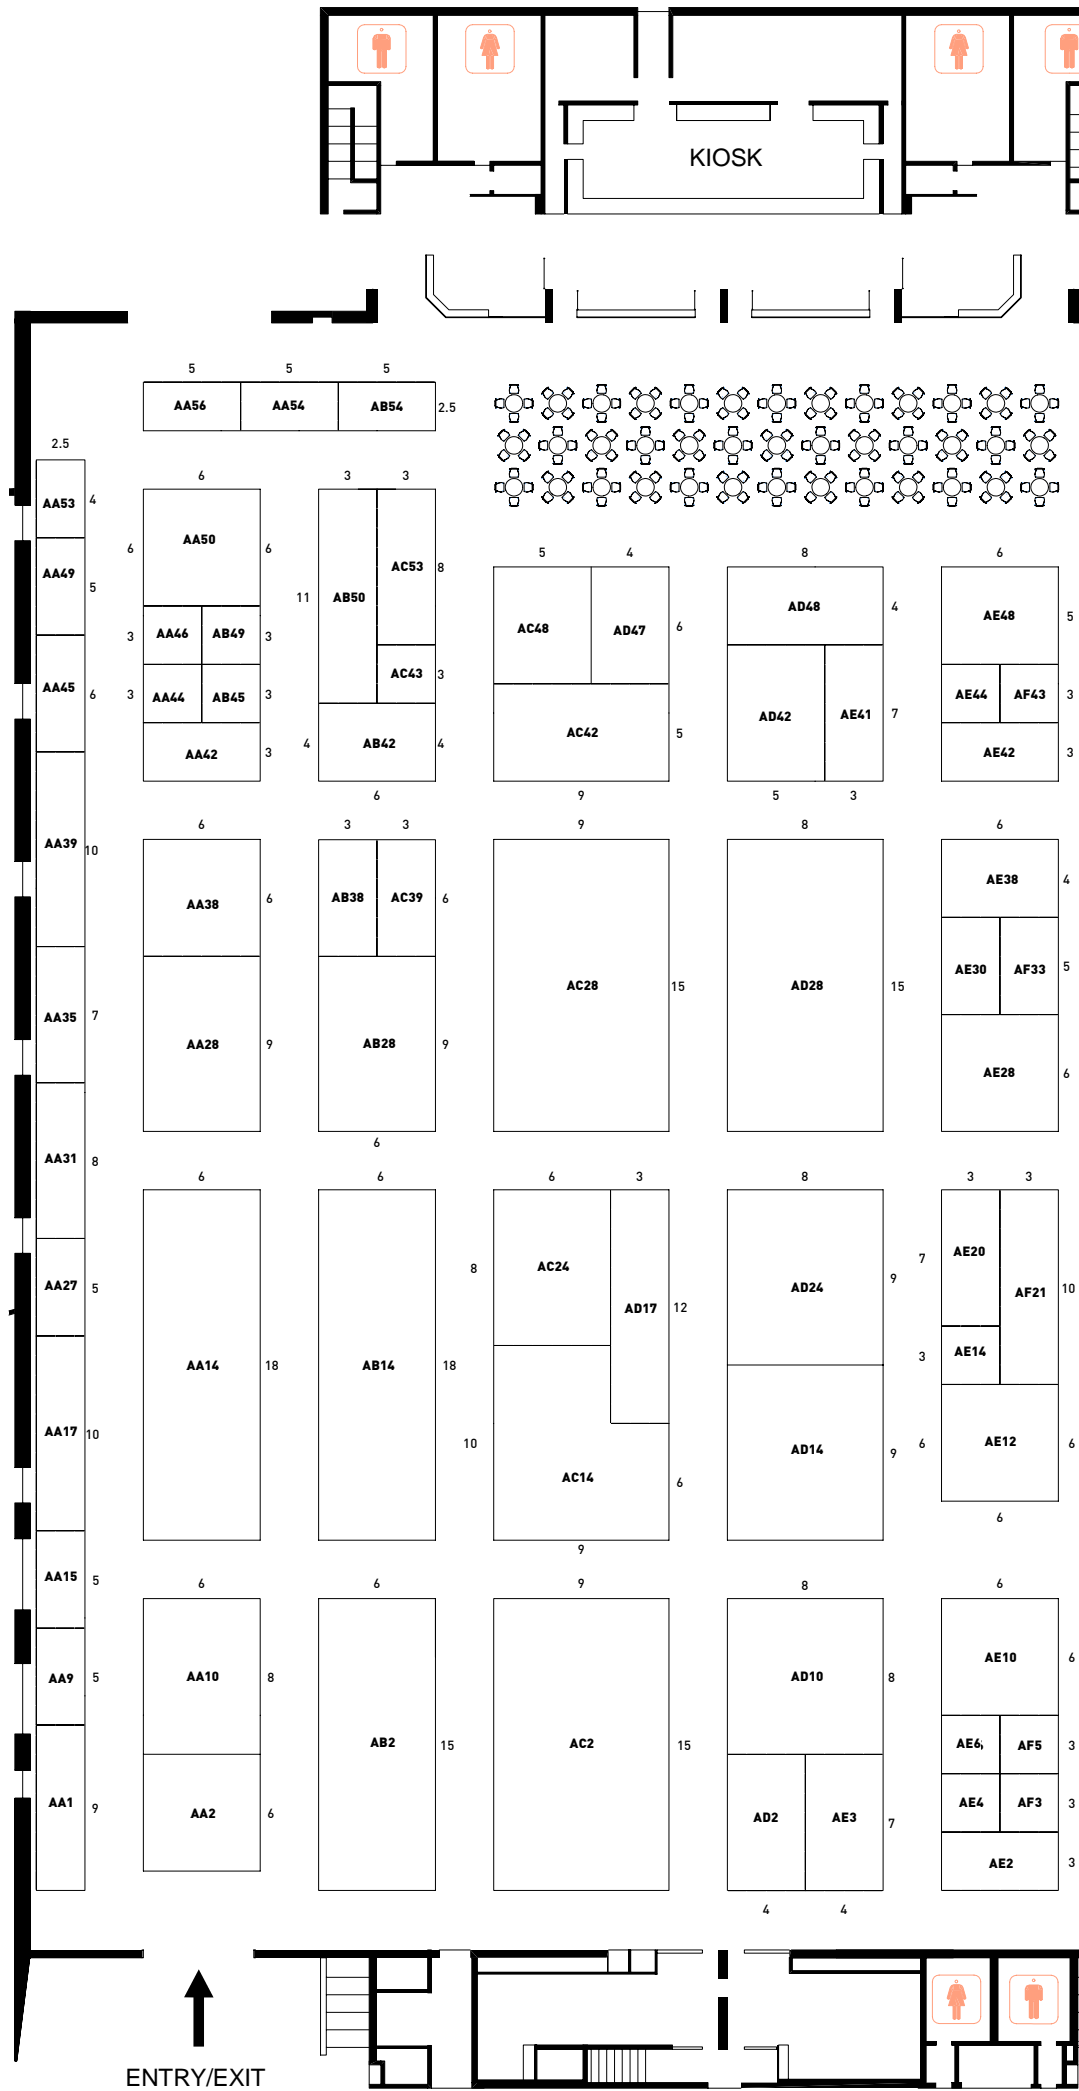 KIOSK
5 5 5
AA56 AA54 AB54 2.5
2.5
6 3 3
AA53 4
AA50
6 6
AC53 8
5 4 8 6
AA49 5
AB50 11
AD48 4
AE48 5
AA46 AB49
3 3
AC48 AD47 6
AC43 3
AA45 6
3 AA44 AB45 3
AE44 AF43 3
AD42 AE41 7
AC42 5
AB42
4 4
AA42 3
AE42 3
6 9 5 3
6 3 3 9 8 6
AA39 10
AA38 6
AB38 AC39 6
AE38 4
AE30 AF33 5
AC28 15
AD28 15
AA35 7
AA28 9
AB28 9
AE28 6
6
AA31 8
6 6 6 3 8 3 3
AE20 7
AC24 8
AD24 9
AF21 10
AA27 5
AD17 12
AE14 3
AA14 18
AB14 18
AA17 10
AC14
10 6
AD14 9
AE12
6 6
6
9
AA15 5
6 6 9 8 6
AE10 6
AA9 5
AA10 8
AD10 8
AB2 15
AC2 15
AE6 AF5 3
AA1 9
AA2 6
AE4 AF3 3
AD2 AE3 7
AE2 3
4 4
ENTRY/EXIT